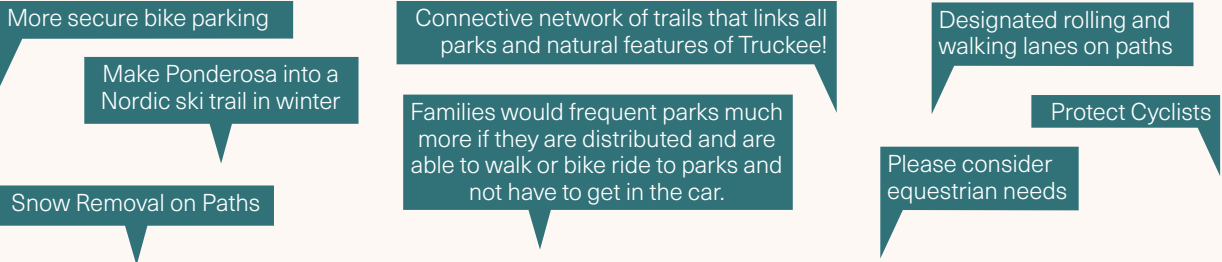 More secure bike parking
Make Ponderosa into a
Nordic ski trail in winter
Snow Removal on Paths
Connective network of trails that links all
parks and natural features of Truckee!
Families would frequent parks much
more if they are distributed and are
able to walk or bike ride to parks and
not have to get in the car.
Designated rolling and
walking lanes on paths
Protect Cyclists
Please consider
equestrian needs